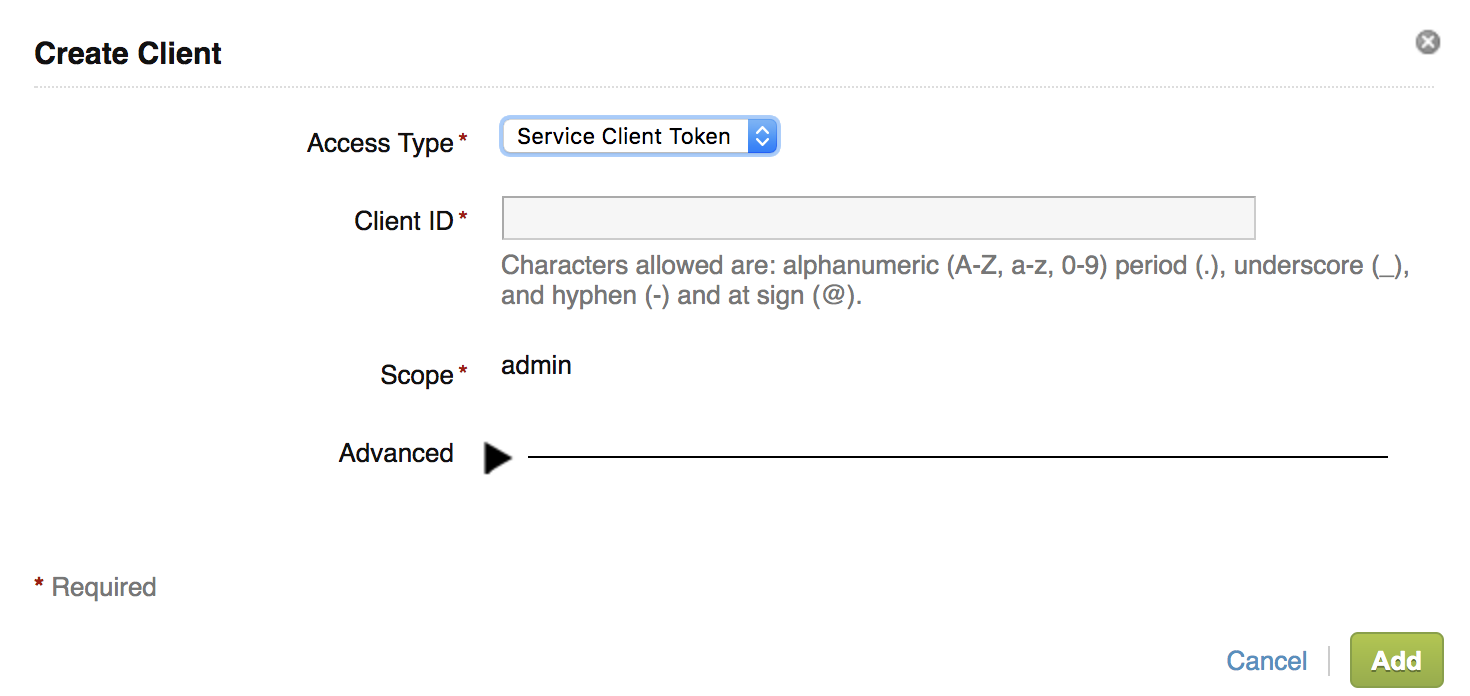 Create Client
Access Type*
Service Client Token
Client ID*
Characters allowed are: alphanumeric (A-Z, a-z, 0-9) period (.), underscore (_),
and hyphen (-) and at sign (@).
Scope*
admin
Advanced
* Required
Cancel
Add